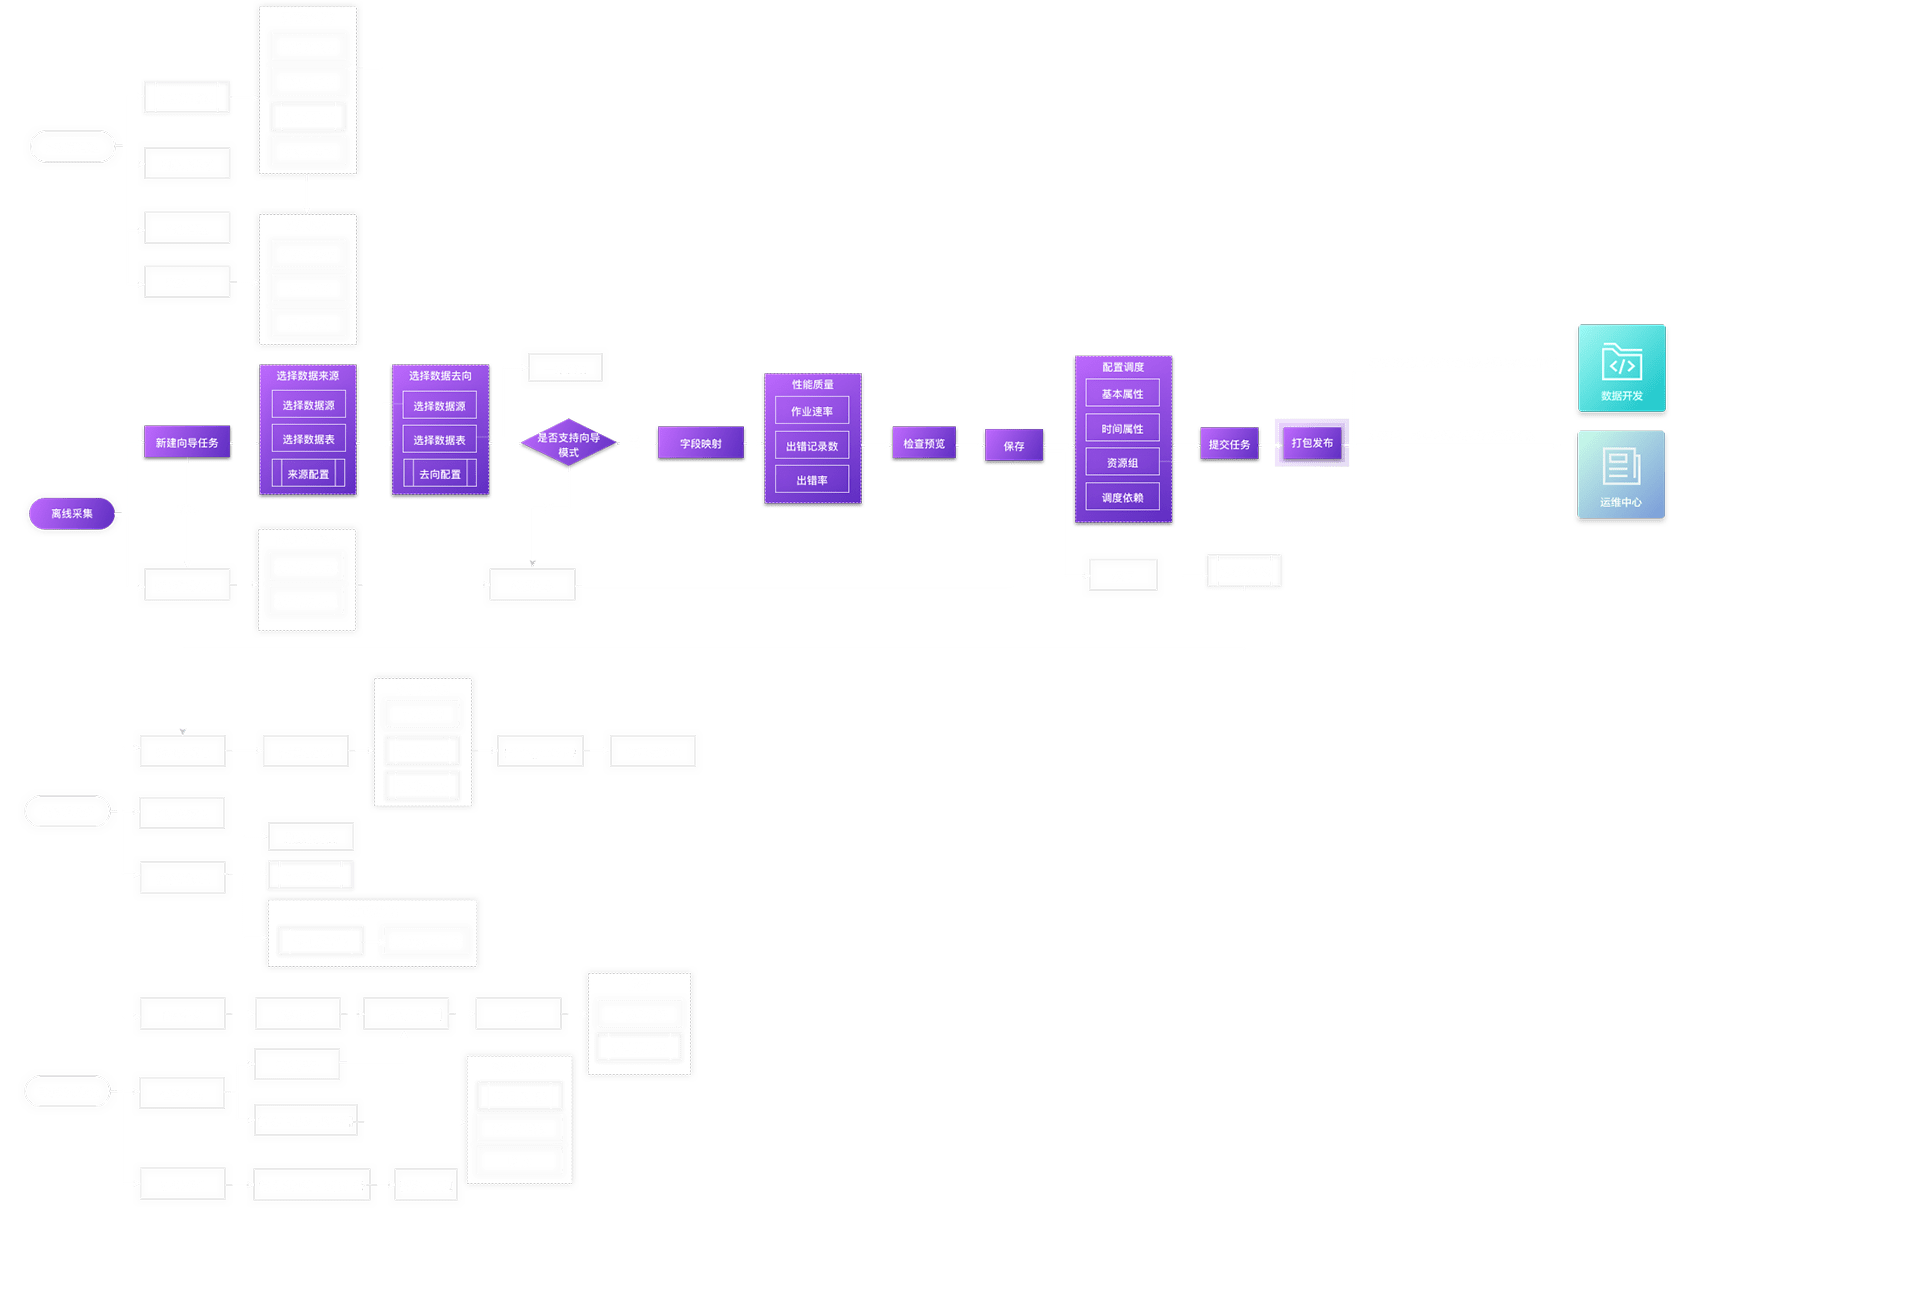 离线采集
新建向导任务
选择数据来源
选择数据源
选择数据表
来源配置
选择数据去向
选择数据源
选择数据表
去向配置
是否支持向导
模式
字段映射
性能质量
作业速率
出错记录数
出错率
检查预览
保存
配置调度
基本属性
时间属性
资源组
调度依赖
提交任务
打包发布
数据开发
运维中心